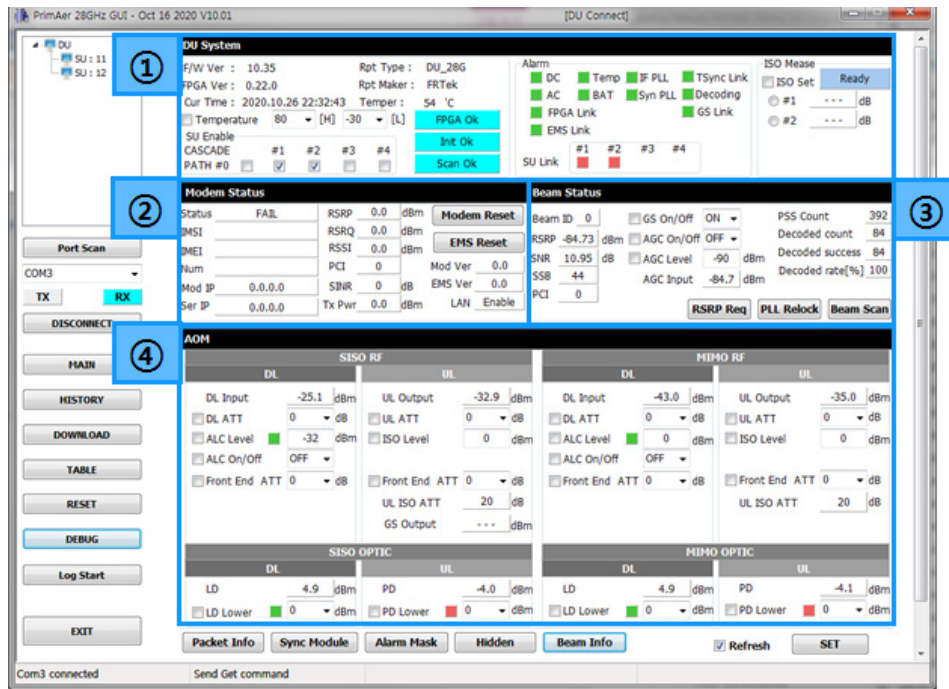 PrimAer 28GHz GUI - Oct 16 2020 V10.01 [DU Connect]
DU
SU : 11
SU : 12
Port Scan
COM3
TX RX
DISCONNECT
MAIN
HISTORY
DOWNLOAD
TABLE
RESET
DEBUG
Log Start
EXIT
①
DU System
F/W Ver : 10.35 Rpt Type : DU_28G
FPGA Ver : 0.22.0 Rpt Maker : FRTek
Cur Time : 2020.10.26 22:32:43 Temper : 54 'C
Temperature 80 [H] -30 [L] FPGA Ok
SU Enable Init Ok
CASCADE #1 #2 #3 #4
PATH #0 Scan Ok
Alarm
DC Temp IF PLL TSync Link
AC BAT Syn PLL Decoding
FPGA Link GS Link
EMS Link
#1 #2 #3 #4
SU Link
ISO Mease
ISO Set Ready
#1 --- dB
#2 --- dB
②
Modem Status
Status FAIL RSRP 0.0 dBm Modem Reset
IMSI RSRQ 0.0 dBm
IMEI RSSI 0.0 dBm EMS Reset
Num PCI 0 Mod Ver 0.0
Mod IP 0.0.0.0 SINR 0 dB EMS Ver 0.0
Ser IP 0.0.0.0 Tx Pwr 0.0 dBm LAN Enable
③
Beam Status
Beam ID 0 GS On/Off ON PSS Count 392
RSRP -84.73 dBm AGC On/Off OFF Decoded count 84
SNR 10.95 dB AGC Level -90 dBm Decoded success 84
SSB 44 AGC Input -84.7 dBm Decoded rate[%] 100
PCI 0
RSRP Req PLL Relock Beam Scan
④
AOM
SISO RF
DL UL
DL Input -25.1 dBm UL Output -32.9 dBm
DL ATT 0 dB UL ATT 0 dB
ALC Level -32 dBm ISO Level 0 dBm
ALC On/Off OFF
Front End ATT 0 dB Front End ATT 0 dB
UL ISO ATT 20 dB
GS Output --- dBm
MIMO RF
DL UL
DL Input -43.0 dBm UL Output -35.0 dBm
DL ATT 0 dB UL ATT 0 dB
ALC Level 0 dBm ISO Level 0 dBm
ALC On/Off OFF
Front End ATT 0 dB Front End ATT 0 dB
UL ISO ATT 20 dB
SISO OPTIC
DL UL
LD 4.9 dBm PD -4.0 dBm
LD Lower 0 dBm PD Lower 0 dBm
MIMO OPTIC
DL UL
LD 4.9 dBm PD -4.1 dBm
LD Lower 0 dBm PD Lower 0 dBm
Packet Info Sync Module Alarm Mask Hidden Beam Info Refresh SET
Com3 connected Send Get command